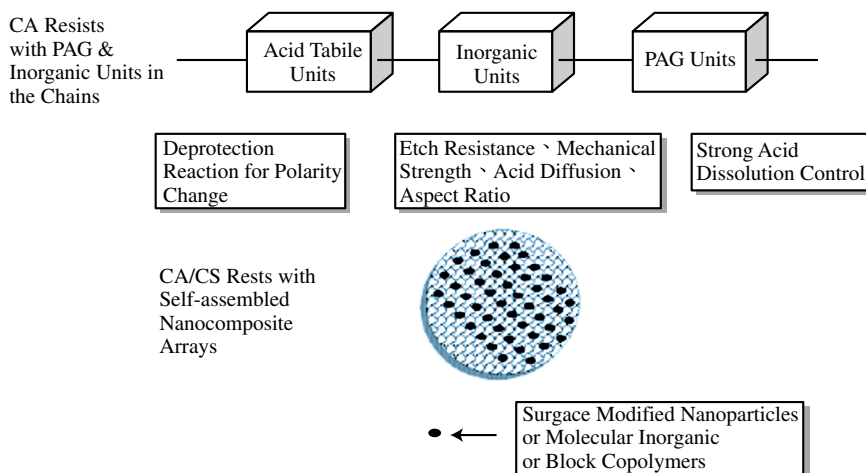 CA Resists
with PAG &
Inorganic Units in
the Chains
Acid Tabile
Units
Inorganic
Units
PAG Units
Deprotection
Reaction for Polarity
Change
Etch Resistance、Mechanical
Strength、Acid Diffusion、
Aspect Ratio
Strong Acid
Dissolution Control
CA/CS Rests with
Self-assembled
Nanocomposite
Arrays
Surgace Modified Nanoparticles
or Molecular Inorganic
or Block Copolymers